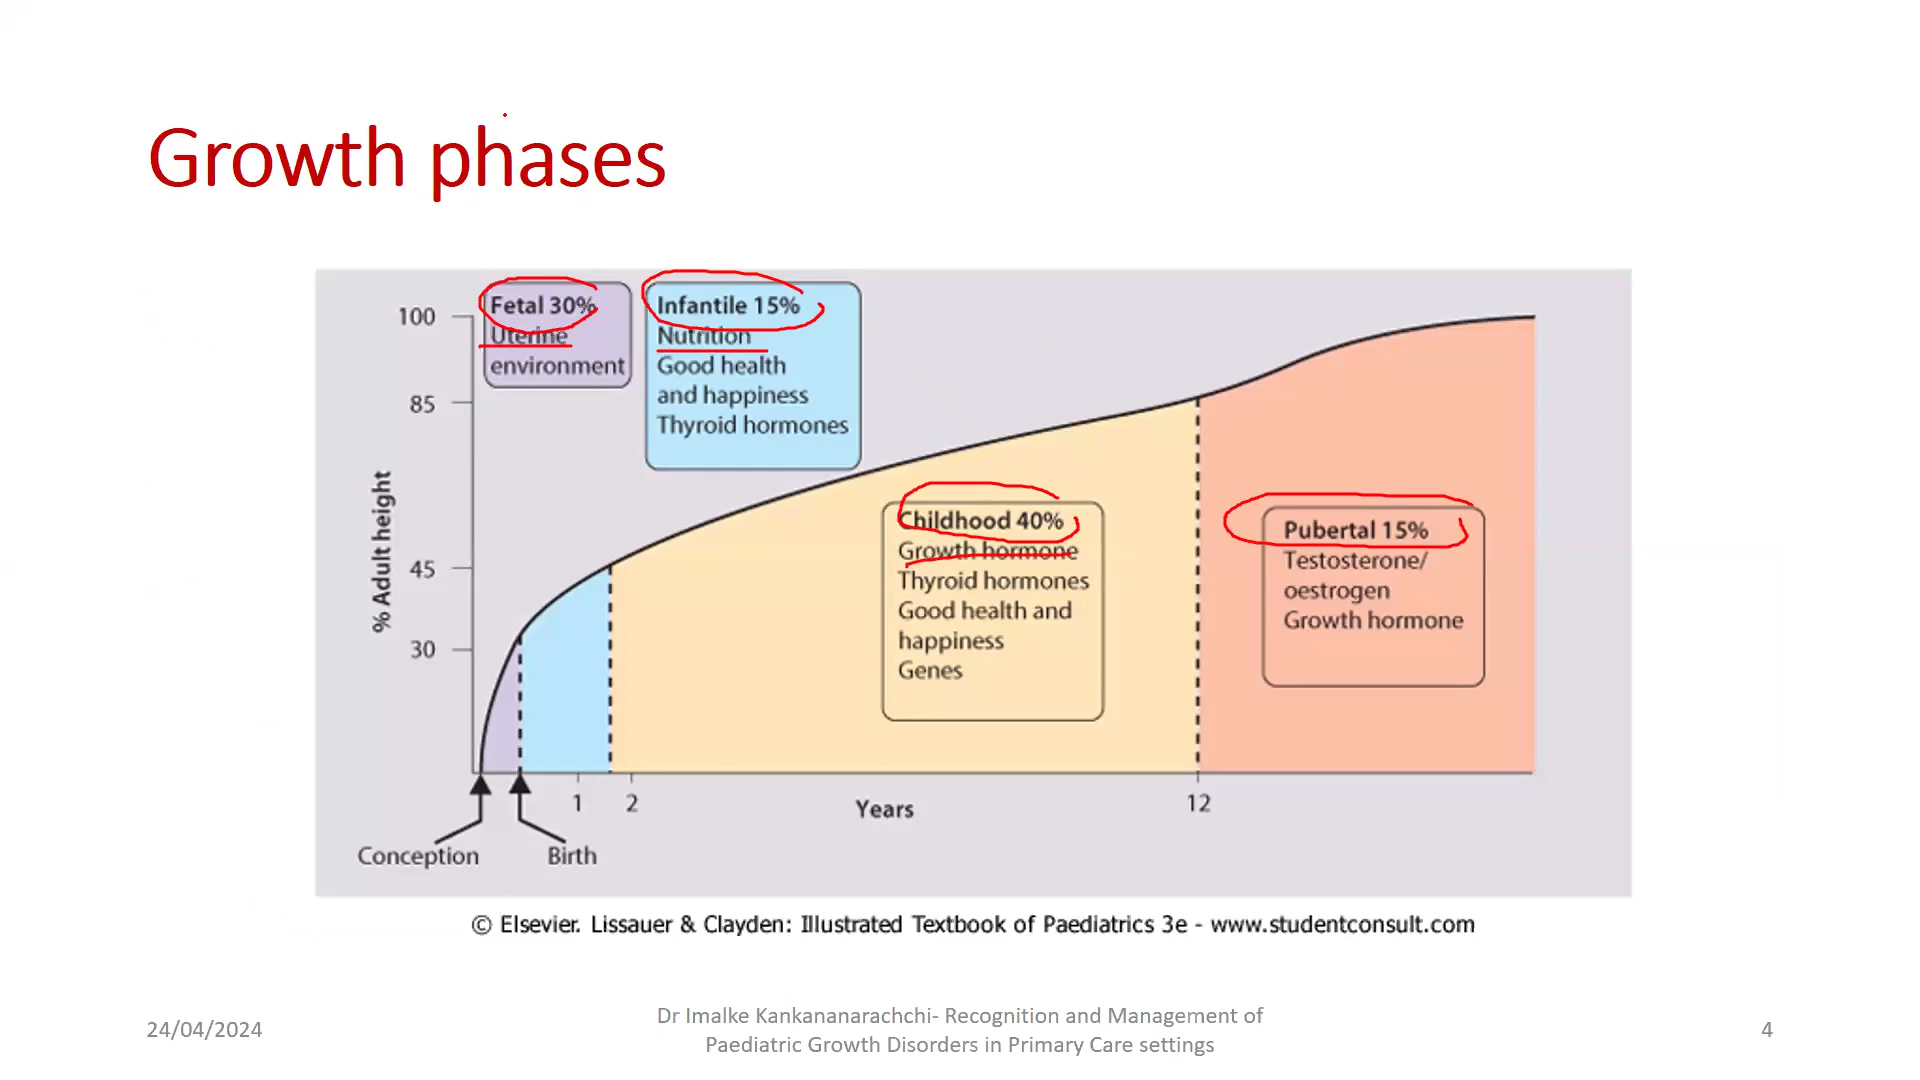 Growth phases
Fetal 30%
Uterine
environment
Infantile 15%
Nutrition
Good health
and happiness
Thyroid hormones
100
85
45
30
% Adult height
Childhood 40%
Growth hormone
Thyroid hormones
Good health and
happiness
Genes
Pubertal 15%
Testosterone/
oestrogen
Growth hormone
1
2
Years
12
Conception
Birth
© Elsevier. Lissauer & Clayden: Illustrated Textbook of Paediatrics 3e - www.studentconsult.com
24/04/2024
Dr Imalke Kankananarachchi- Recognition and Management of
Paediatric Growth Disorders in Primary Care settings
4